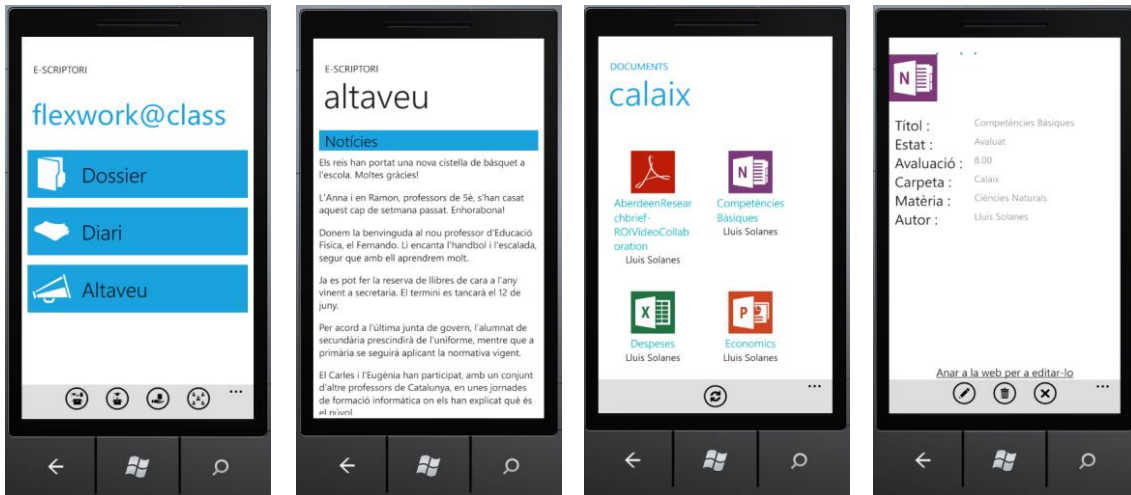 E-SCRIPTORI
flexwork@class
Dossier
Diari
Altaveu
E-SCRIPTORI
altaveu
Notícies
Els reis han portat una nova cistella de bàsquet a
l'escola. Moltes gràcies!
L'Anna i en Ramon, professors de 5è, s'han casat
aquest cap de setmana passat. Enhorabona!
Donem la benvinguda al nou professor d'Educació
Física, el Fernando. Li encanta l'handbol i l'escalada,
segur que amb ell aprendrem molt.
Ja es pot fer la reserva de llibres de cara a l'any
vinent a secretaria. El termini es tancarà el 12 de
juny.
Per acord a l'última junta de govern, l'alumnat de
secundària prescindirà de l'uniforme, mentre que a
primària se seguirà aplicant la normativa vigent.
El Carles i l'Eugènia han participat, amb un conjunt
d'altre professors de Catalunya, en unes jornades
de formació informàtica on els han explicat què és
el núvol
DOCUMENTS
calaix
AberdeenResear
chbrief-
ROIVideoCollab
oration
Lluis Solanes
N
Competències
Bàsiques
Lluis Solanes
X
Despeses
Lluis Solanes
P
Economics
Lluis Solanes
N
Títol : Competències Bàsiques
Estat : Avaluat
Avaluació : 8.00
Carpeta : Calaix
Matèria : Ciències Naturals
Autor : Lluis Solanes
Anar a la web per a editar-lo